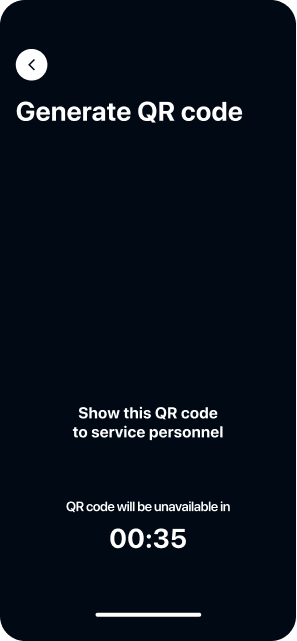 Generate QR code
Show this QR code
to service personnel
QR code will be unavailable in
00:35